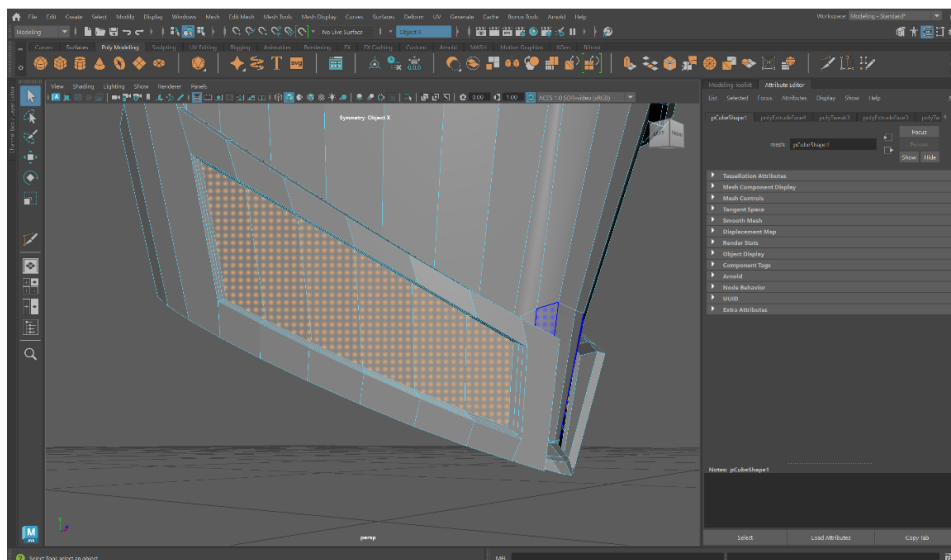 File Edit Create Select Modify Display Windows Mesh Edit Mesh Mesh Tools Mesh Display Curves Surfaces Deform UV Generate Cache Bonus Tools Arnold Help
Workspace: Modeling - Standard*
Modeling
No Live Surface
Object X
Curves Surfaces Poly Modeling Sculpting UV Editing Rigging Animation Rendering FX FX Caching Custom Arnold MASH Motion Graphics XGen Bifrost
View Shading Lighting Show Renderer Panels
0.00 1.00 ACES 1.0 SDR-video (sRGB)
Symmetry: Object X
persp
Modeling Toolkit Attribute Editor
List Selected Focus Attributes Display Show Help
pCubeShape1 polyExtrudeFace4 polyTweak3 polyExtrudeFace3
mesh: pCubeShape1
Focus
Presets
Show Hide
Tessellation Attributes
Mesh Component Display
Mesh Controls
Tangent Space
Smooth Mesh
Displacement Map
Render Stats
Object Display
Component Tags
Arnold
Node Behavior
UUID
Extra Attributes
Notes: pCubeShape1
Select Load Attributes Copy Tab
Select Tool: select an object
MEL